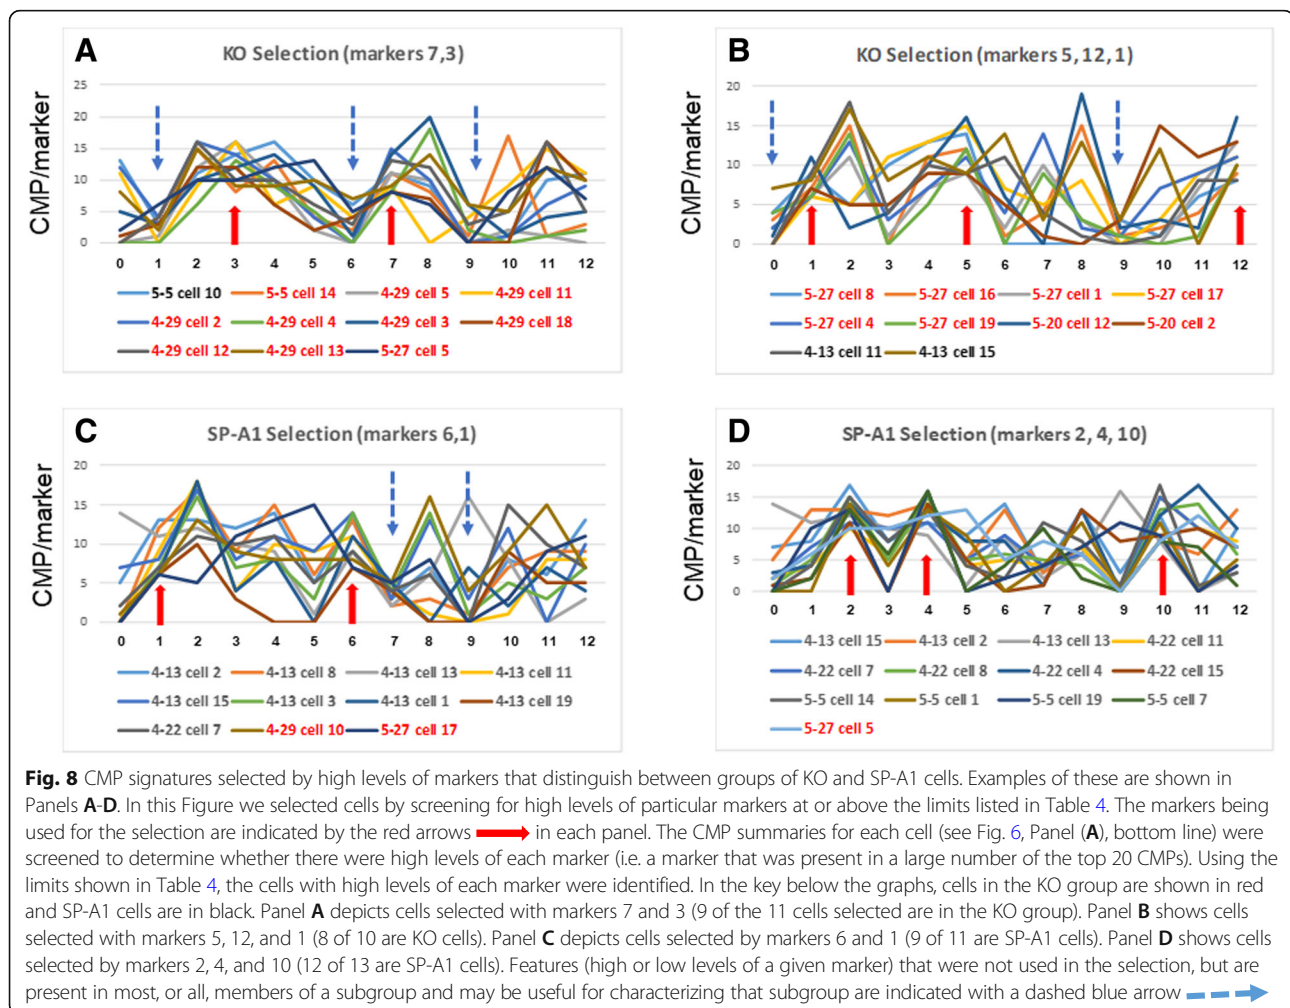 A
KO Selection (markers 7,3)
CMP/marker
25
20
15
10
5
0
0 1 2 3 4 5 6 7 8 9 10 11 12
5-5 cell 10 5-5 cell 14 4-29 cell 5 4-29 cell 11
4-29 cell 2 4-29 cell 4 4-29 cell 3 4-29 cell 18
4-29 cell 12 4-29 cell 13 5-27 cell 5
B
KO Selection (markers 5, 12, 1)
CMP/marker
20
15
10
5
0
0 1 2 3 4 5 6 7 8 9 10 11 12
5-27 cell 8 5-27 cell 16 5-27 cell 1 5-27 cell 17
5-27 cell 4 5-27 cell 19 5-20 cell 12 5-20 cell 2
4-13 cell 11 4-13 cell 15
C
SP-A1 Selection (markers 6,1)
CMP/marker
20
15
10
5
0
0 1 2 3 4 5 6 7 8 9 10 11 12
4-13 cell 2 4-13 cell 8 4-13 cell 13 4-13 cell 11
4-13 cell 15 4-13 cell 3 4-13 cell 1 4-13 cell 19
4-22 cell 7 4-29 cell 10 5-27 cell 17
D
SP-A1 Selection (markers 2, 4, 10)
CMP/marker
20
15
10
5
0
0 1 2 3 4 5 6 7 8 9 10 11 12
4-13 cell 15 4-13 cell 2 4-13 cell 13 4-22 cell 11
4-22 cell 7 4-22 cell 8 4-22 cell 4 4-22 cell 15
5-5 cell 14 5-5 cell 1 5-5 cell 19 5-5 cell 7
5-27 cell 5
Fig. 8 CMP signatures selected by high levels of markers that distinguish between groups of KO and SP-A1 cells. Examples of these are shown in
Panels A-D. In this Figure we selected cells by screening for high levels of particular markers at or above the limits listed in Table 4. The markers being
used for the selection are indicated by the red arrows in each panel. The CMP summaries for each cell (see Fig. 6, Panel (A), bottom line) were
screened to determine whether there were high levels of each marker (i.e. a marker that was present in a large number of the top 20 CMPs). Using the
limits shown in Table 4, the cells with high levels of each marker were identified. In the key below the graphs, cells in the KO group are shown in red
and SP-A1 cells are in black. Panel A depicts cells selected with markers 7 and 3 (9 of the 11 cells selected are in the KO group). Panel B shows cells
selected with markers 5, 12, and 1 (8 of 10 are KO cells). Panel C depicts cells selected by markers 6 and 1 (9 of 11 are SP-A1 cells). Panel D shows cells
selected by markers 2, 4, and 10 (12 of 13 are SP-A1 cells). Features (high or low levels of a given marker) that were not used in the selection, but are
present in most, or all, members of a subgroup and may be useful for characterizing that subgroup are indicated with a dashed blue arrow